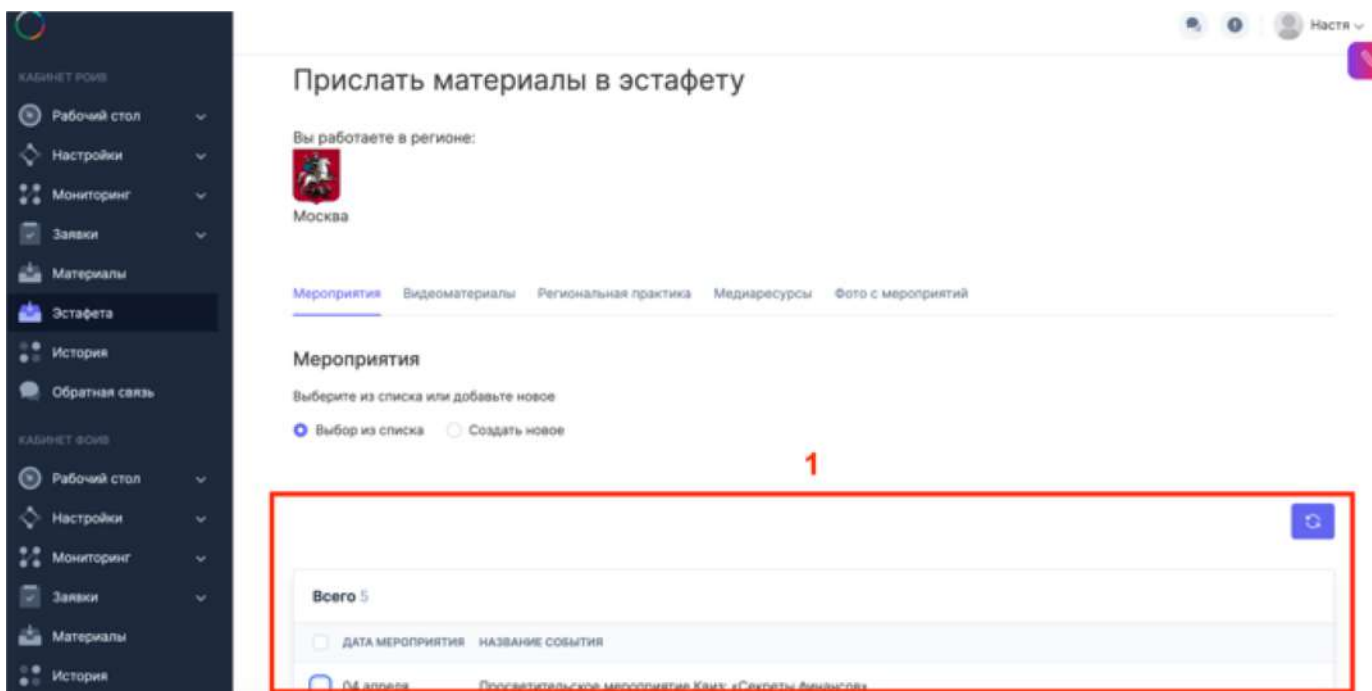 Настя
КАБИНЕТ РОИВ
Рабочий стол
Настройки
Мониторинг
Заявки
Материалы
Эстафета
История
Обратная связь
КАБИНЕТ ФОИВ
Рабочий стол
Настройки
Мониторинг
Заявки
Материалы
История
Прислать материалы в эстафету
Вы работаете в регионе:
Москва
Мероприятия Видеоматериалы Региональная практика Медиаресурсы Фото с мероприятий
Мероприятия
Выберите из списка или добавьте новое
Выбор из списка Создать новое
1
Всего 5
ДАТА МЕРОПРИЯТИЯ НАЗВАНИЕ СОБЫТИЯ
04 апреля Просветительское мероприятие Квиз: «Секреты финансов»